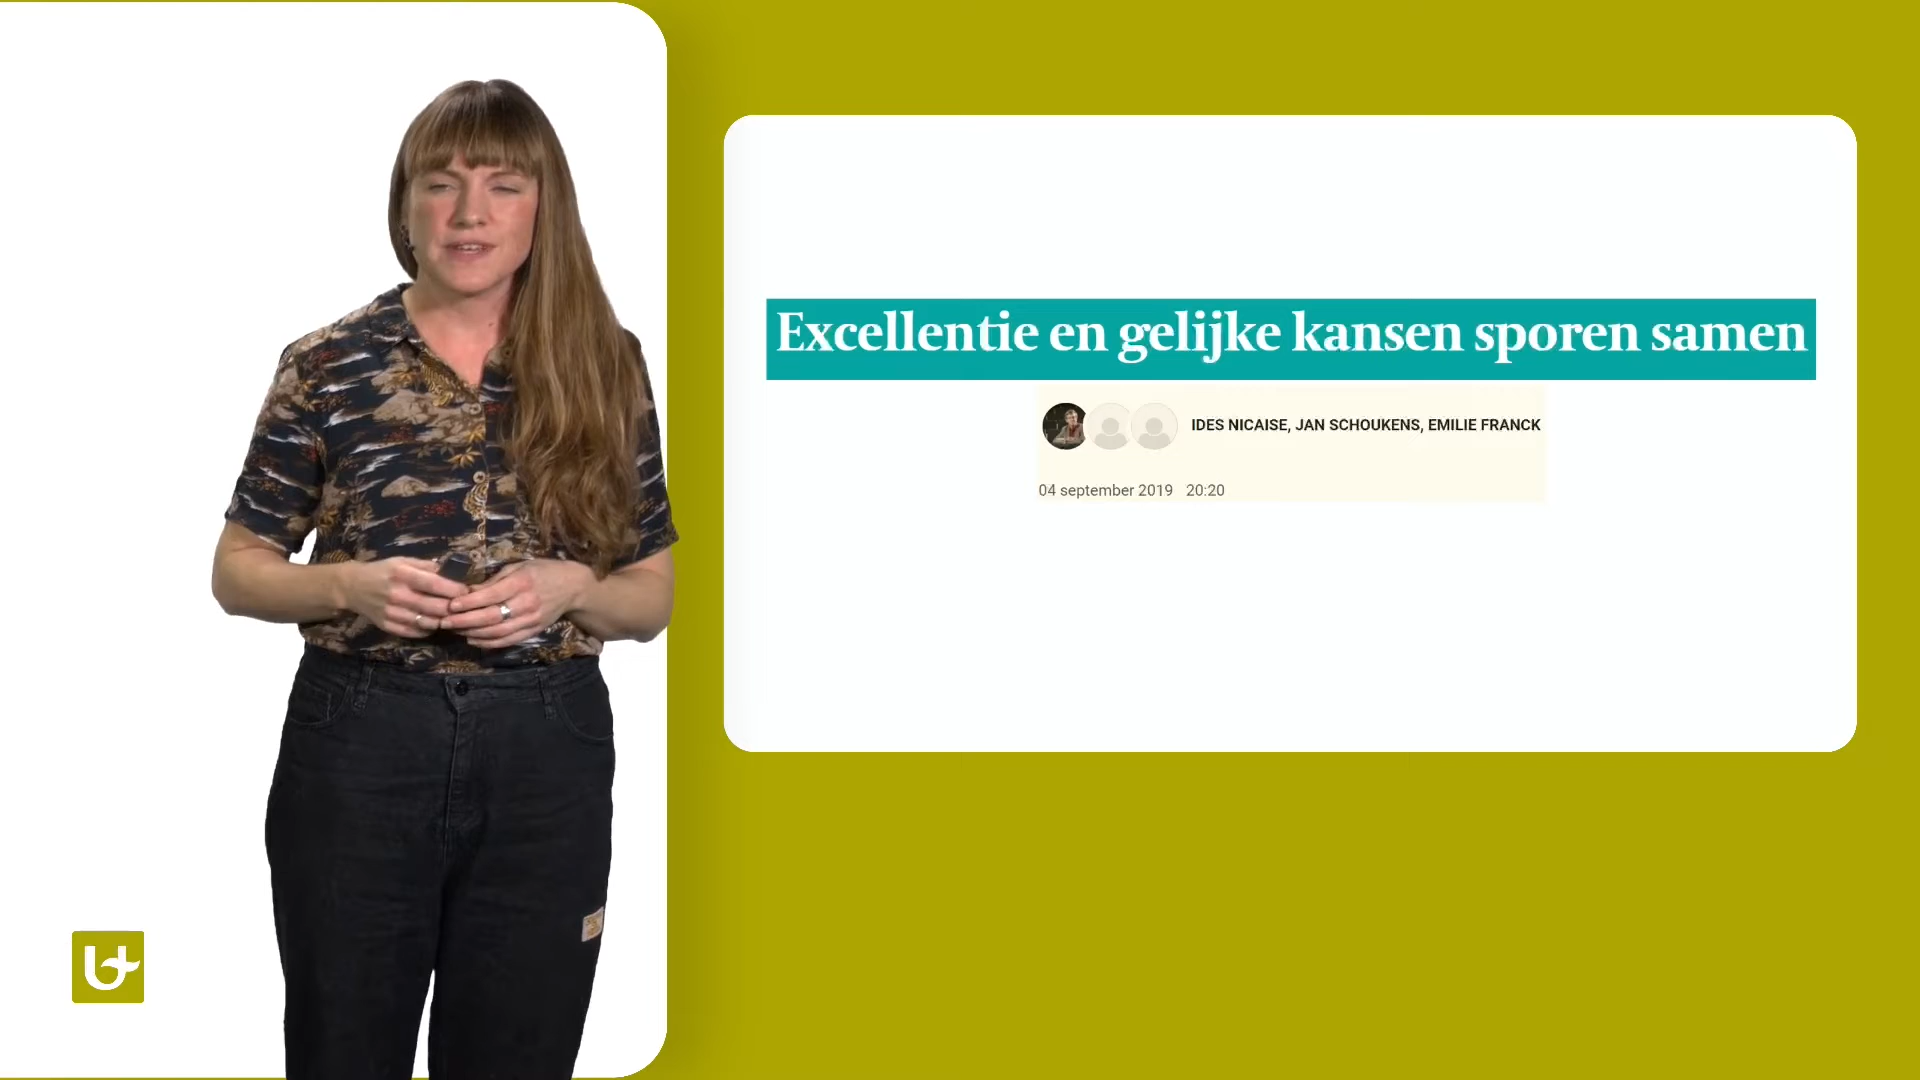 Excellentie en gelijke kansen sporen samen
IDES NICAISE, JAN SCHOUKENS, EMILIE FRANCK
04 september 2019 20:20